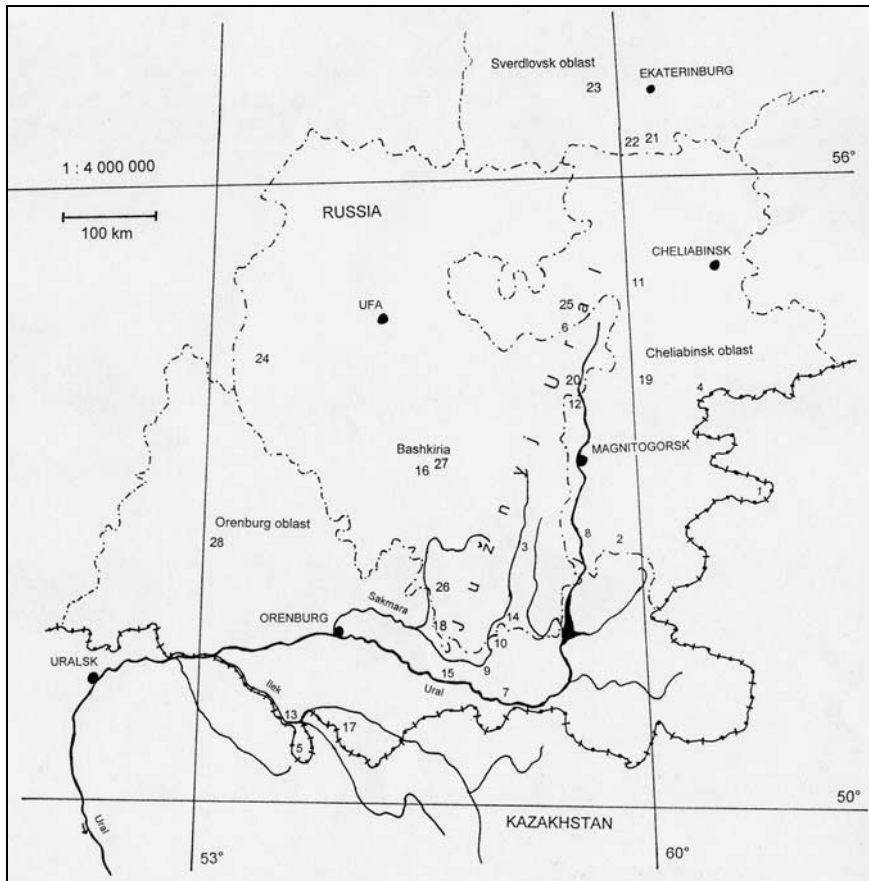 Sverdlovsk oblast
23
EKATERINBURG
22 21
56°
1 : 4 000 000
100 km
RUSSIA
CHELIABINSK
11
UFA
25
6
24
Cheliabinsk oblast
20
19
4
12
Bashkiria
16 27
MAGNITOGORSK
1
J u ž n y j U r a l
Orenburg oblast
28
3
8
2
26
Sakmara
ORENBURG
18
14
10
URALSK
15
9
Ural
7
Ilek
13
17
5
50°
Ural
KAZAKHSTAN
53°
60°